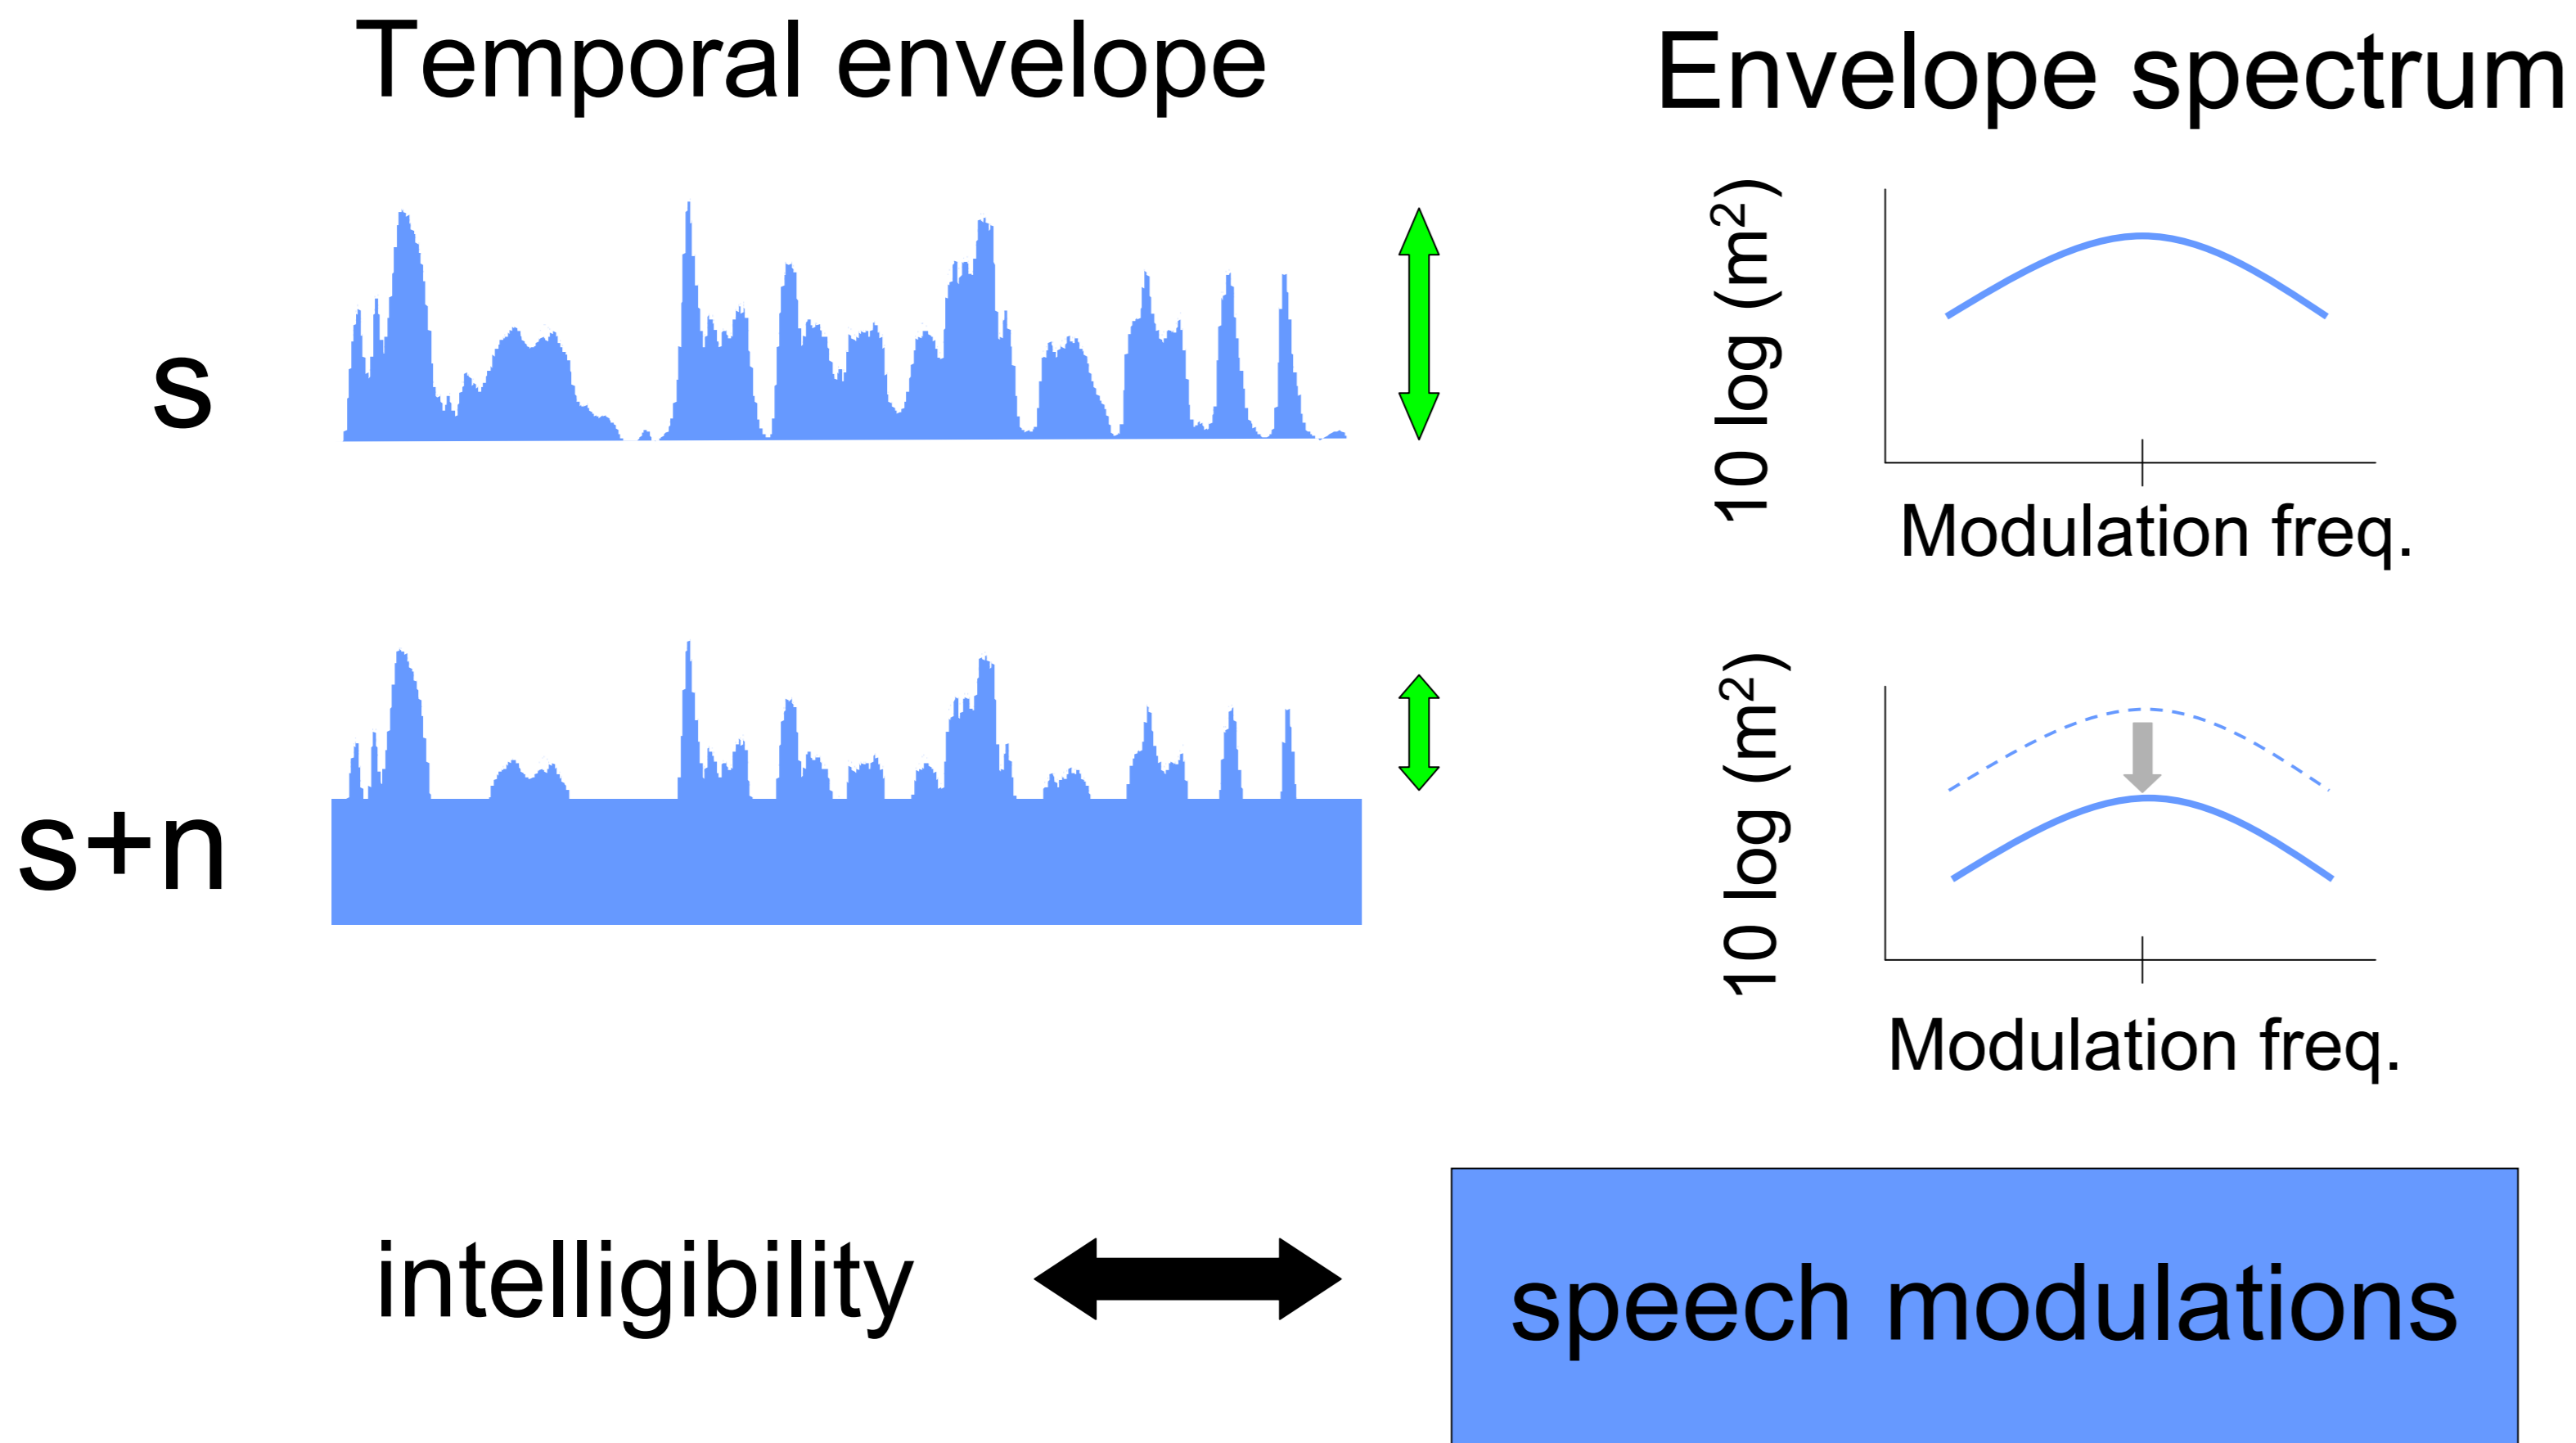 Temporal envelope
Envelope spectrum
s
10 log (m²)
Modulation freq.
s+n
10 log (m²)
Modulation freq.
intelligibility
speech modulations